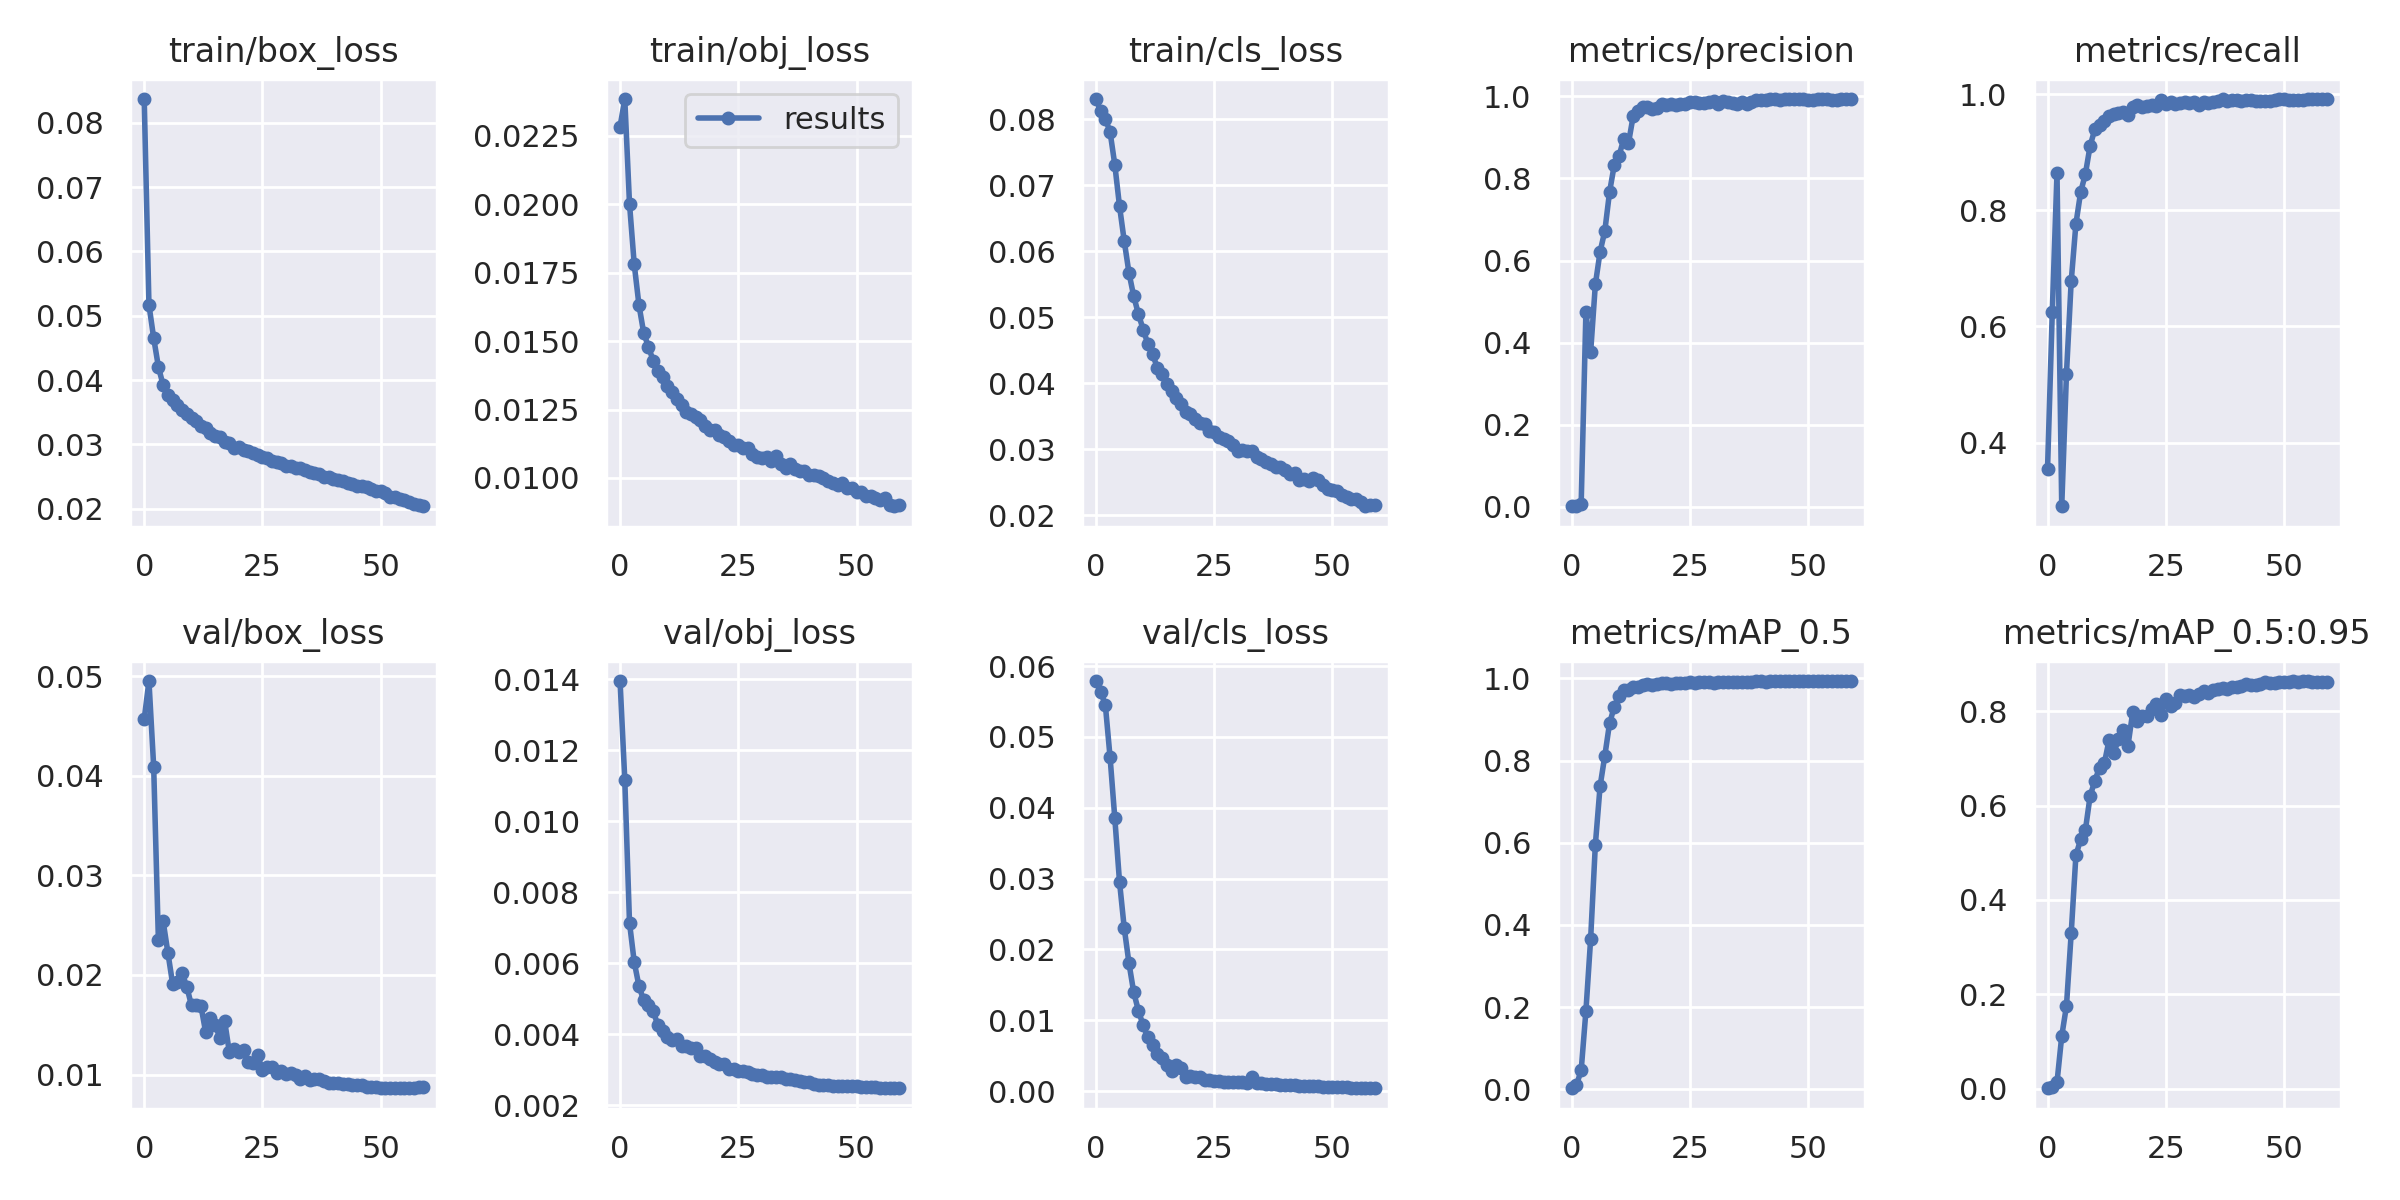 train/box_loss
0.08
0.07
0.06
0.05
0.04
0.03
0.02
0 25 50
train/obj_loss
results
0.0225
0.0200
0.0175
0.0150
0.0125
0.0100
0 25 50
train/cls_loss
0.08
0.07
0.06
0.05
0.04
0.03
0.02
0 25 50
metrics/precision
1.0
0.8
0.6
0.4
0.2
0.0
0 25 50
metrics/recall
1.0
0.8
0.6
0.4
0 25 50
val/box_loss
0.05
0.04
0.03
0.02
0.01
0 25 50
val/obj_loss
0.014
0.012
0.010
0.008
0.006
0.004
0.002
0 25 50
val/cls_loss
0.06
0.05
0.04
0.03
0.02
0.01
0.00
0 25 50
metrics/mAP_0.5
1.0
0.8
0.6
0.4
0.2
0.0
0 25 50
metrics/mAP_0.5:0.95
0.8
0.6
0.4
0.2
0.0
0 25 50